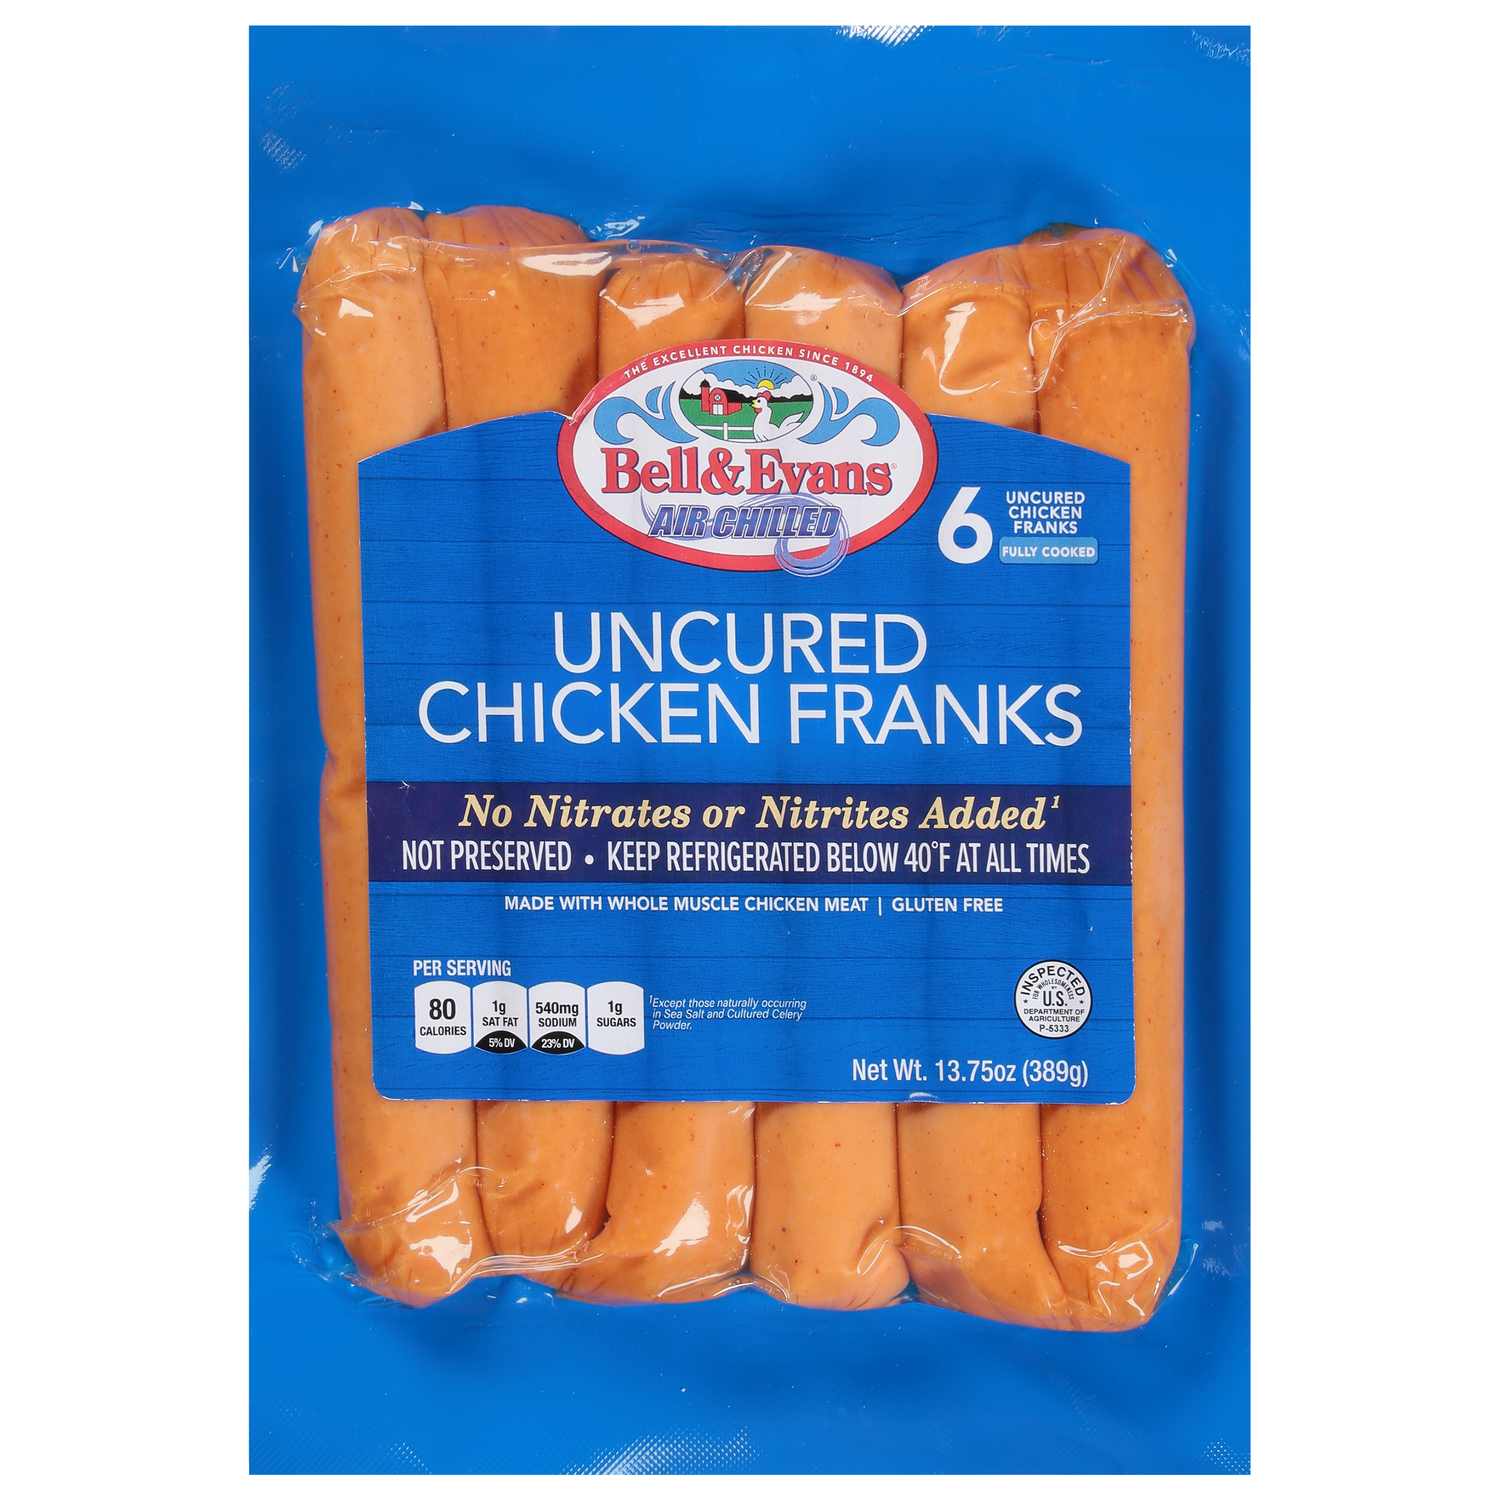 THE EXCELLENT CHICKEN SINCE 1894
Bell&Evans®
AIR CHILLED
6
UNCURED
CHICKEN
FRANKS
FULLY COOKED
UNCURED
CHICKEN FRANKS
No Nitrates or Nitrites Added¹
NOT PRESERVED • KEEP REFRIGERATED BELOW 40°F AT ALL TIMES
MADE WITH WHOLE MUSCLE CHICKEN MEAT | GLUTEN FREE
PER SERVING
80
CALORIES
1g
SAT FAT
5% DV
540mg
SODIUM
23% DV
1g
SUGARS
¹Except those naturally occurring
in Sea Salt and Cultured Celery
Powder.
INSPECTED
FOR WHOLESOMENESS
BY
U.S.
DEPARTMENT OF
AGRICULTURE
P-5333
Net Wt. 13.75oz (389g)